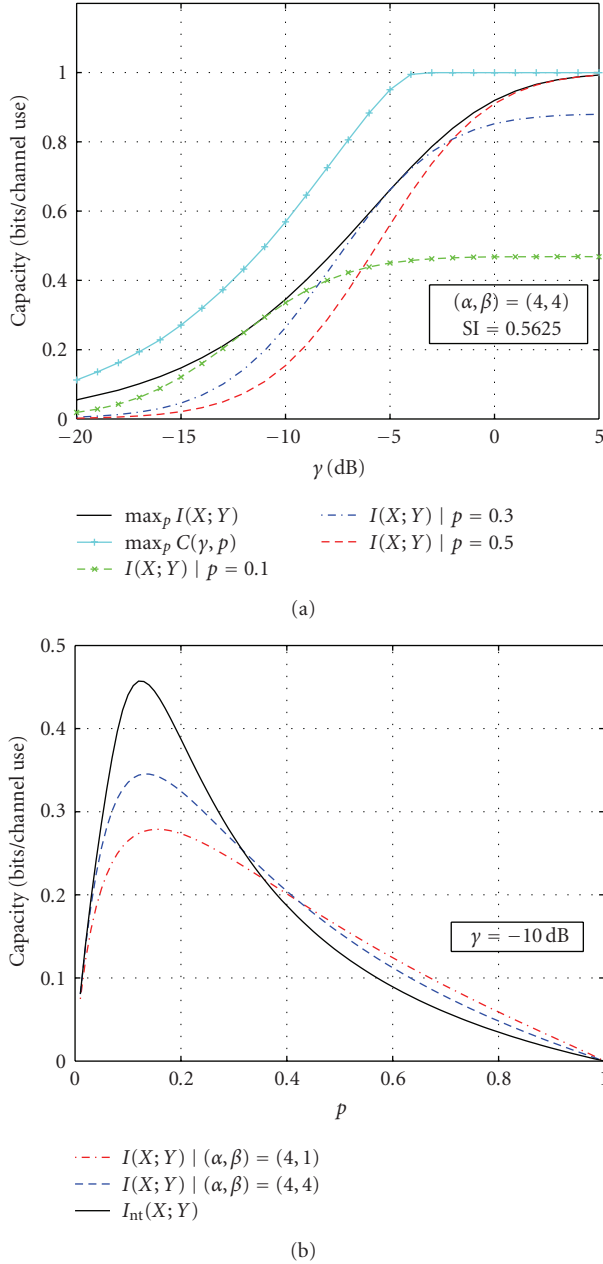 1
0.8
0.6
0.4
0.2
0
Capacity (bits/channel use)
(α, β) = (4, 4)
SI = 0.5625
−20 −15 −10 −5 0 5
γ (dB)
max_p I(X; Y)
max_p C(γ, p)
I(X; Y) | p = 0.1
I(X; Y) | p = 0.3
I(X; Y) | p = 0.5
(a)
0.5
0.4
0.3
0.2
0.1
0
Capacity (bits/channel use)
γ = −10 dB
0 0.2 0.4 0.6 0.8 1
p
I(X; Y) | (α, β) = (4, 1)
I(X; Y) | (α, β) = (4, 4)
I_nt(X; Y)
(b)